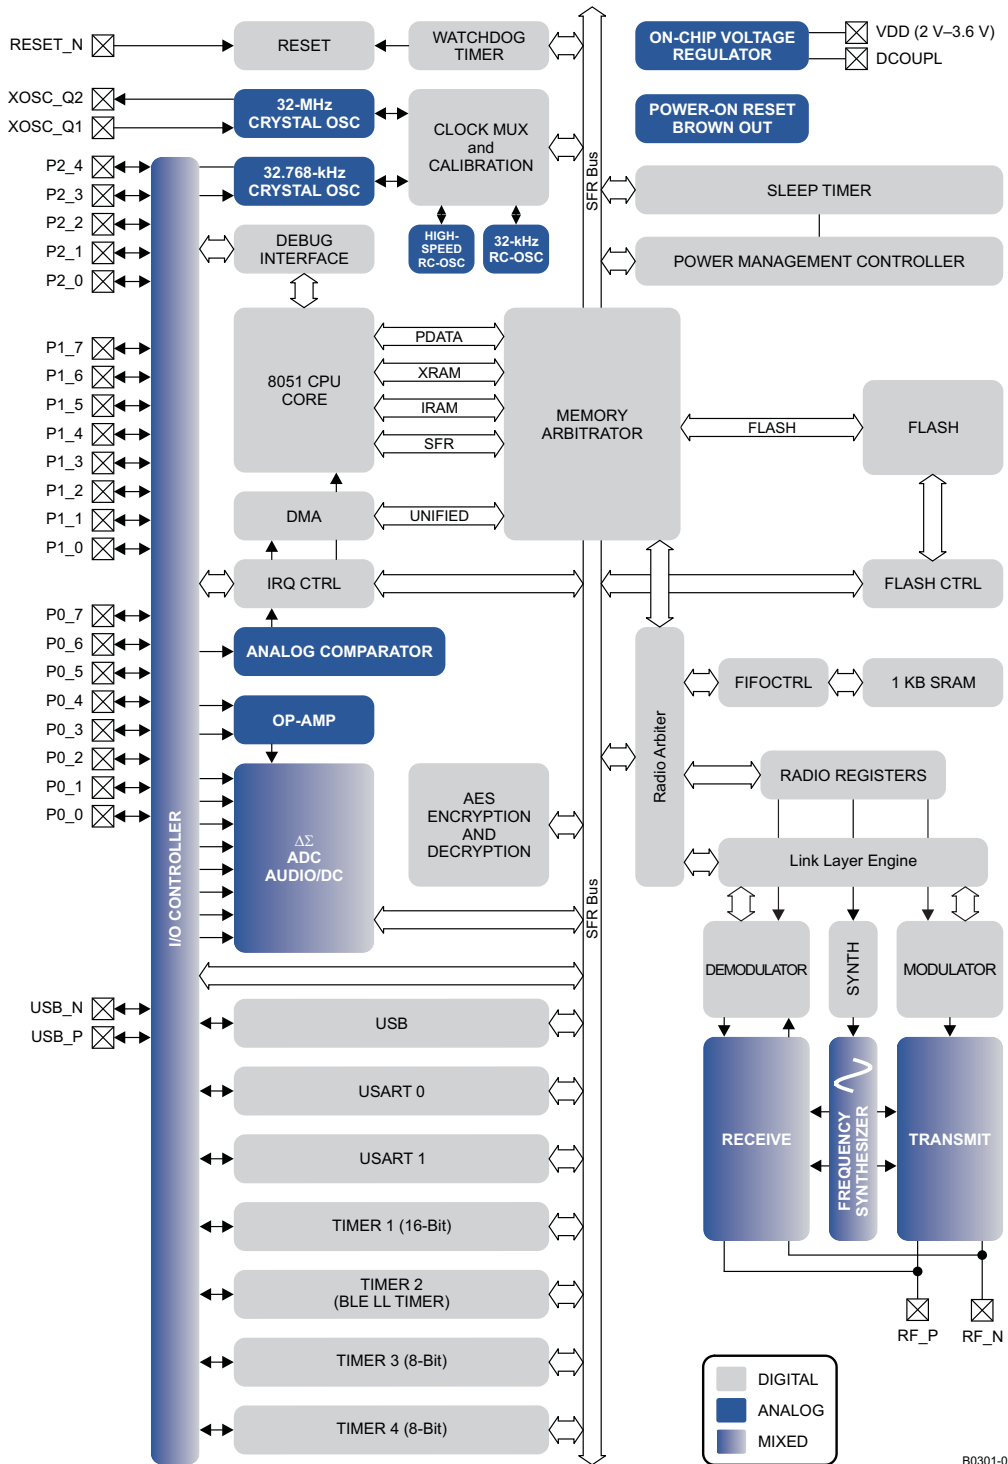 RESET_N
RESET
WATCHDOG
TIMER
ON-CHIP VOLTAGE
REGULATOR
VDD (2 V–3.6 V)
DCOUPL
XOSC_Q2
XOSC_Q1
32-MHz
CRYSTAL OSC
CLOCK MUX
and
CALIBRATION
SFR Bus
POWER-ON RESET
BROWN OUT
P2_4
P2_3
P2_2
P2_1
P2_0
32.768-kHz
CRYSTAL OSC
SLEEP TIMER
HIGH-
SPEED
RC-OSC
32-kHz
RC-OSC
DEBUG
INTERFACE
POWER MANAGEMENT CONTROLLER
P1_7
P1_6
P1_5
P1_4
P1_3
P1_2
P1_1
P1_0
8051 CPU
CORE
PDATA
XRAM
IRAM
SFR
MEMORY
ARBITRATOR
FLASH
FLASH
DMA
UNIFIED
IRQ CTRL
FLASH CTRL
P0_7
P0_6
P0_5
P0_4
P0_3
P0_2
P0_1
P0_0
ANALOG COMPARATOR
OP-AMP
Radio Arbiter
FIFOCTRL
1 KB SRAM
RADIO REGISTERS
I/O CONTROLLER
ΔΣ
ADC
AUDIO/DC
AES
ENCRYPTION
AND
DECRYPTION
Link Layer Engine
SFR Bus
DEMODULATOR
SYNTH
MODULATOR
USB_N
USB_P
USB
USART 0
USART 1
TIMER 1 (16-Bit)
TIMER 2
(BLE LL TIMER)
TIMER 3 (8-Bit)
TIMER 4 (8-Bit)
RECEIVE
FREQUENCY
SYNTHESIZER
TRANSMIT
RF_P
RF_N
DIGITAL
ANALOG
MIXED